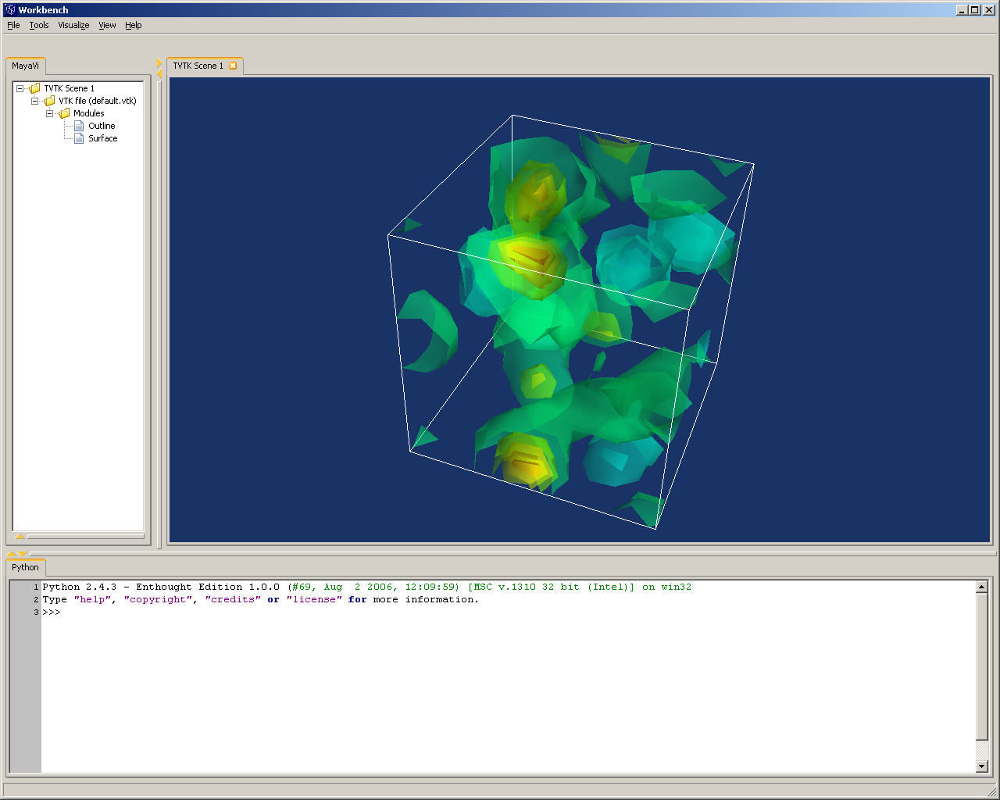 Workbench
File Tools Visualize View Help
MayaVi
TVTK Scene 1
TVTK Scene 1
VTK file (default.vtk)
Modules
Outline
Surface
Python
1 Python 2.4.3 - Enthought Edition 1.0.0 (#69, Aug  2 2006, 12:09:59) [MSC v.1310 32 bit (Intel)] on win32
2 Type "help", "copyright", "credits" or "license" for more information.
3 >>>